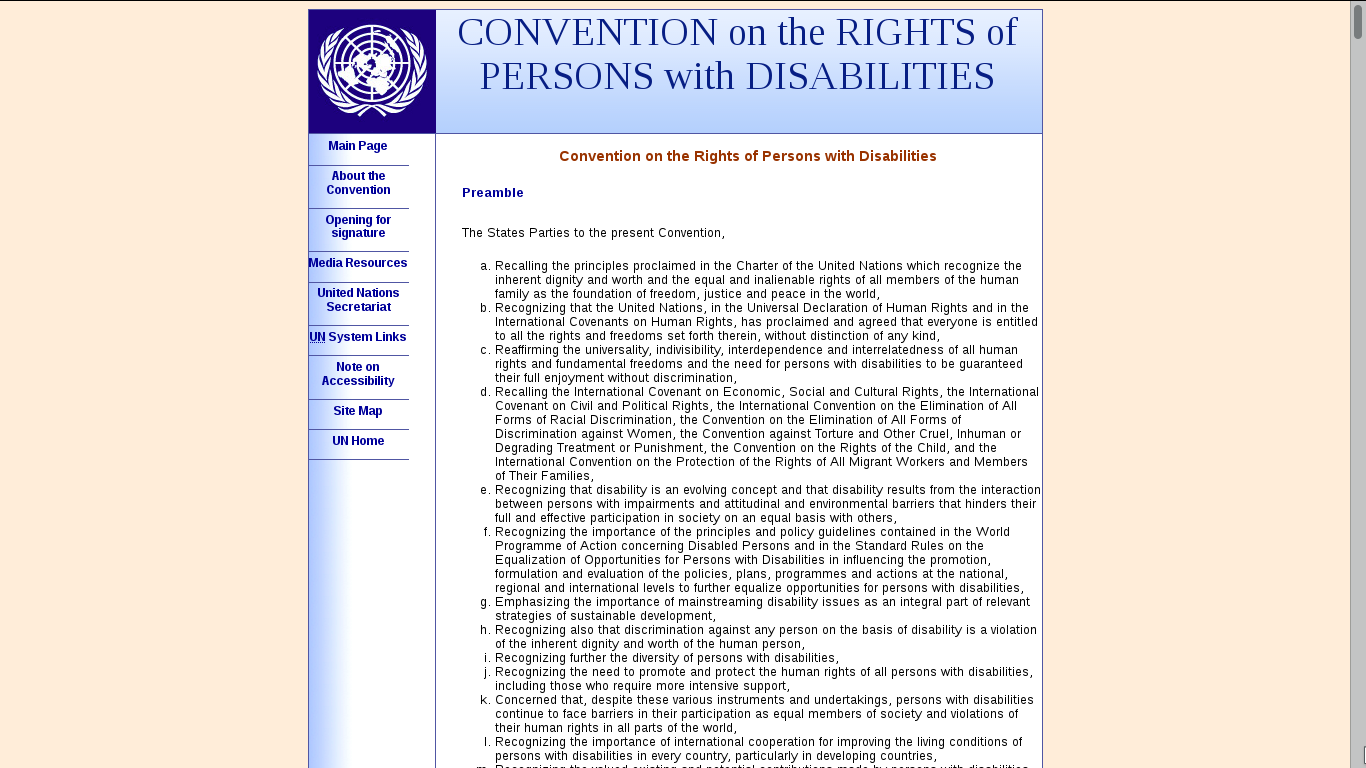 CONVENTION on the RIGHTS of
PERSONS with DISABILITIES
Main Page
About the
Convention
Opening for
signature
Media Resources
United Nations
Secretariat
UN System Links
Note on
Accessibility
Site Map
UN Home
Convention on the Rights of Persons with Disabilities
Preamble
The States Parties to the present Convention,
a. Recalling the principles proclaimed in the Charter of the United Nations which recognize the
inherent dignity and worth and the equal and inalienable rights of all members of the human
family as the foundation of freedom, justice and peace in the world,
b. Recognizing that the United Nations, in the Universal Declaration of Human Rights and in the
International Covenants on Human Rights, has proclaimed and agreed that everyone is entitled
to all the rights and freedoms set forth therein, without distinction of any kind,
c. Reaffirming the universality, indivisibility, interdependence and interrelatedness of all human
rights and fundamental freedoms and the need for persons with disabilities to be guaranteed
their full enjoyment without discrimination,
d. Recalling the International Covenant on Economic, Social and Cultural Rights, the International
Covenant on Civil and Political Rights, the International Convention on the Elimination of All
Forms of Racial Discrimination, the Convention on the Elimination of All Forms of
Discrimination against Women, the Convention against Torture and Other Cruel, Inhuman or
Degrading Treatment or Punishment, the Convention on the Rights of the Child, and the
International Convention on the Protection of the Rights of All Migrant Workers and Members
of Their Families,
e. Recognizing that disability is an evolving concept and that disability results from the interaction
between persons with impairments and attitudinal and environmental barriers that hinders their
full and effective participation in society on an equal basis with others,
f. Recognizing the importance of the principles and policy guidelines contained in the World
Programme of Action concerning Disabled Persons and in the Standard Rules on the
Equalization of Opportunities for Persons with Disabilities in influencing the promotion,
formulation and evaluation of the policies, plans, programmes and actions at the national,
regional and international levels to further equalize opportunities for persons with disabilities,
g. Emphasizing the importance of mainstreaming disability issues as an integral part of relevant
strategies of sustainable development,
h. Recognizing also that discrimination against any person on the basis of disability is a violation
of the inherent dignity and worth of the human person,
i. Recognizing further the diversity of persons with disabilities,
j. Recognizing the need to promote and protect the human rights of all persons with disabilities,
including those who require more intensive support,
k. Concerned that, despite these various instruments and undertakings, persons with disabilities
continue to face barriers in their participation as equal members of society and violations of
their human rights in all parts of the world,
l. Recognizing the importance of international cooperation for improving the living conditions of
persons with disabilities in every country, particularly in developing countries,
m. Recognizing the valued existing and potential contributions made by persons with disabilities